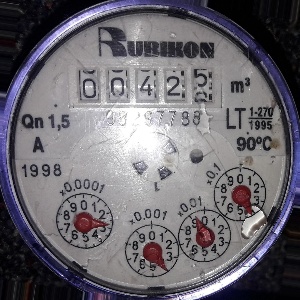 RUBIKON
00425 m³
Qn 1,5
LT 1-270
1995
A
90°C
1998
x0.0001
x0.001
x0.01
x0.1